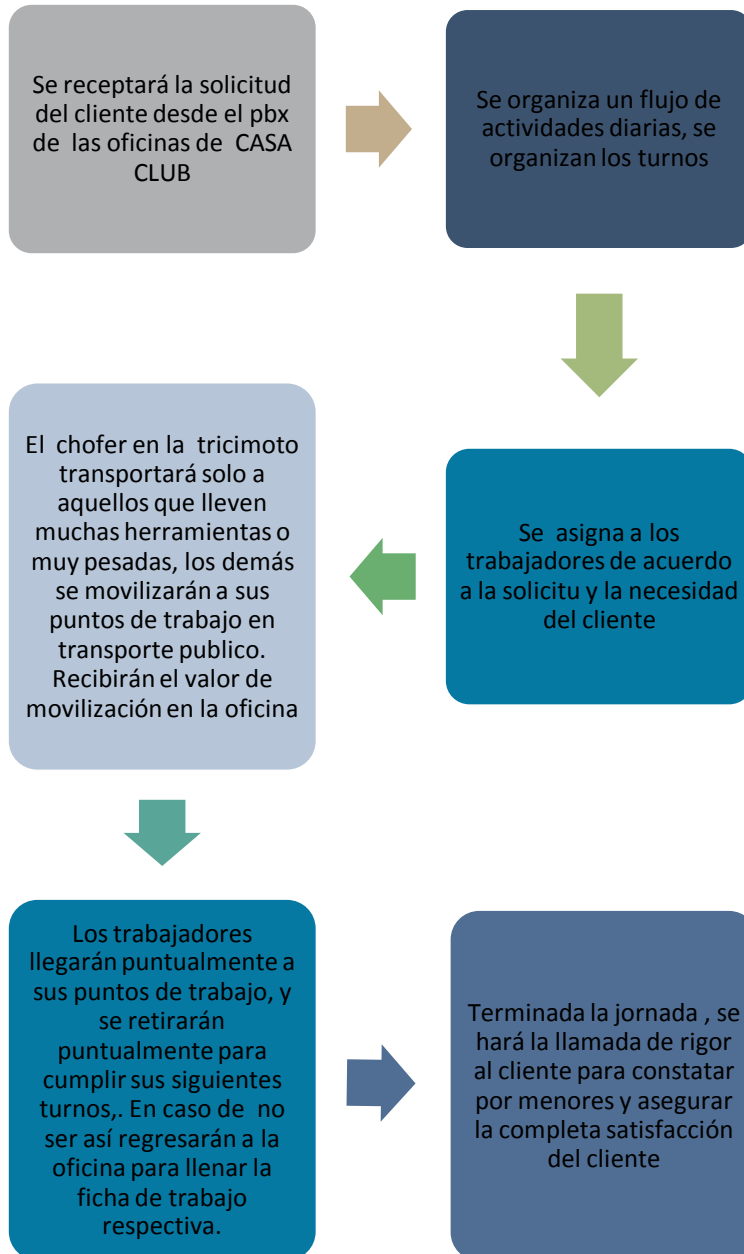 Se receptará la solicitud
del cliente desde el pbx
de las oficinas de CASA
CLUB
Se organiza un flujo de
actividades diarias, se
organizan los turnos
Se asigna a los
trabajadores de acuerdo
a la solicitu y la necesidad
del cliente
El chofer en la tricimoto
transportará solo a
aquellos que lleven
muchas herramientas o
muy pesadas, los demás
se movilizarán a sus
puntos de trabajo en
transporte publico.
Recibirán el valor de
movilización en la oficina
Los trabajadores
llegarán puntualmente a
sus puntos de trabajo, y
se retirarán
puntualmente para
cumplir sus siguientes
turnos,. En caso de no
ser así regresarán a la
oficina para llenar la
ficha de trabajo
respectiva.
Terminada la jornada , se
hará la llamada de rigor
al cliente para constatar
por menores y asegurar
la completa satisfacción
del cliente